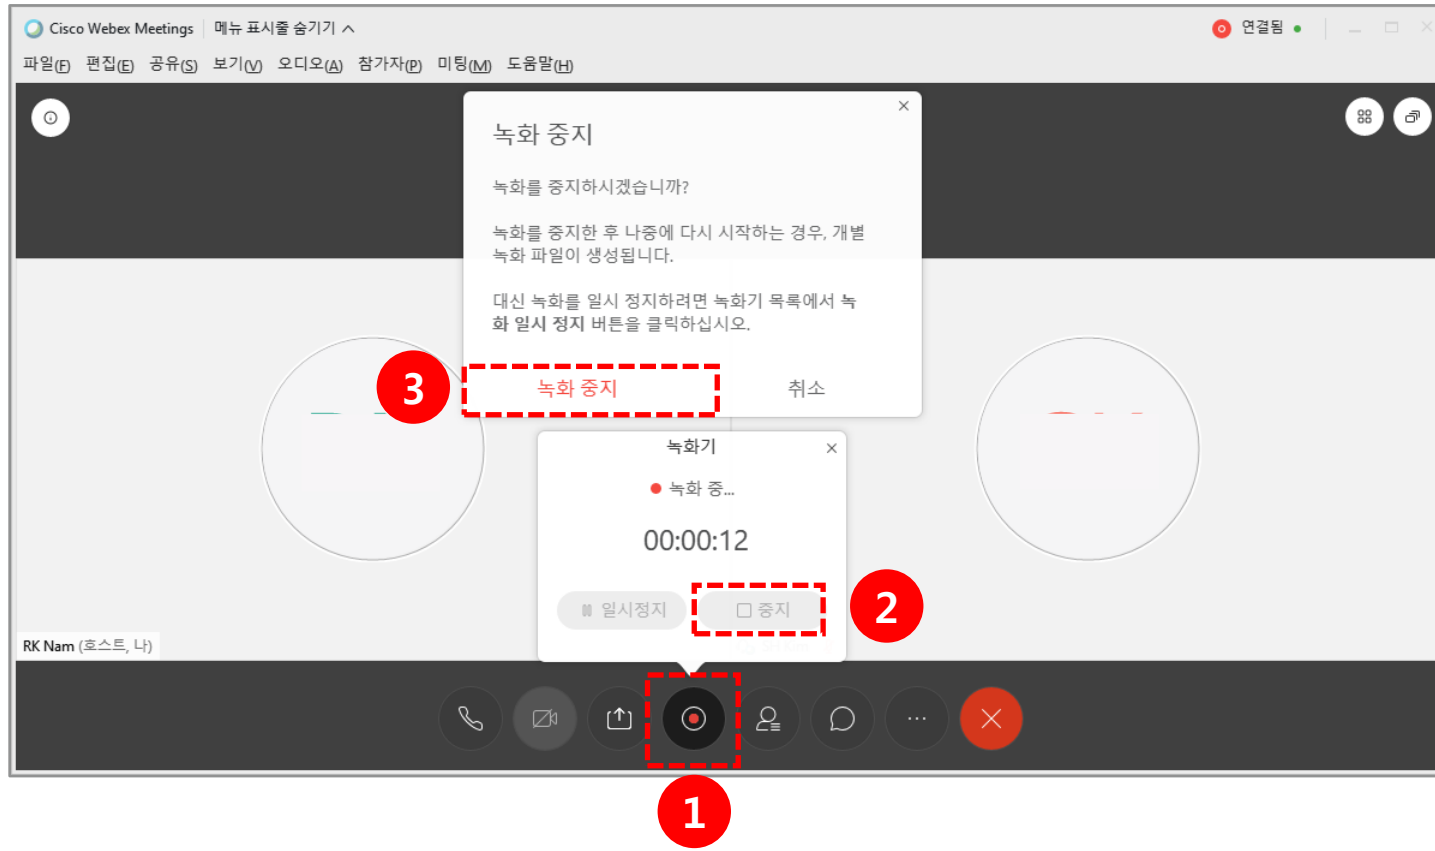 Cisco Webex Meetings 메뉴 표시줄 숨기기
연결됨
파일(F) 편집(E) 공유(S) 보기(V) 오디오(A) 참가자(P) 미팅(M) 도움말(H)
녹화 중지
녹화를 중지하시겠습니까?
녹화를 중지한 후 나중에 다시 시작하는 경우, 개별
녹화 파일이 생성됩니다.
대신 녹화를 일시 정지하려면 녹화기 목록에서 녹
화 일시 정지 버튼을 클릭하십시오.
3
녹화 중지 취소
녹화기
녹화 중...
00:00:12
일시정지 중지
2
RK Nam (호스트, 나)
1